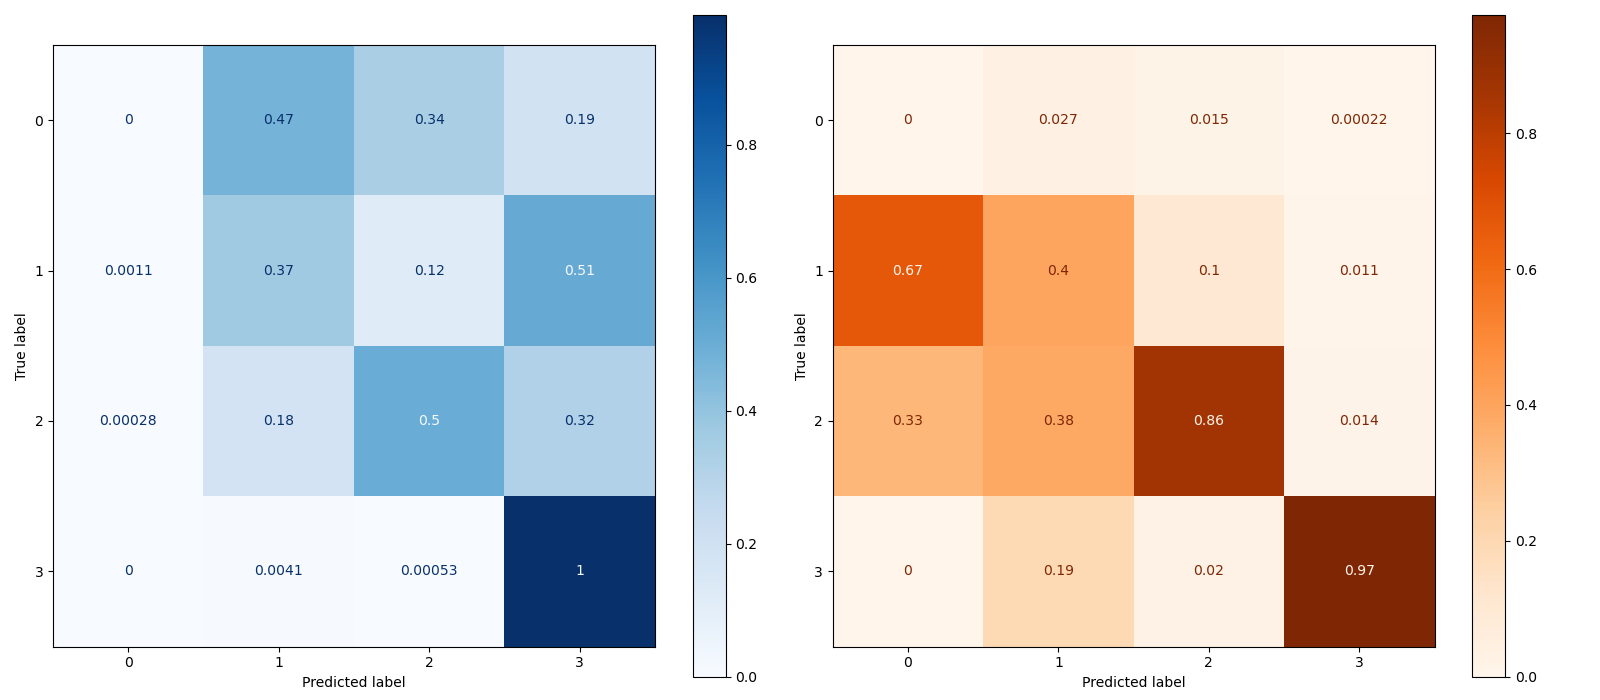 0 0.47 0.34 0.19
0.0011 0.37 0.12 0.51
0.00028 0.18 0.5 0.32
0 0.0041 0.00053 1
0
1
2
3
True label
0 1 2 3
Predicted label
0.8
0.6
0.4
0.2
0.0
0 0.027 0.015 0.00022
0.67 0.4 0.1 0.011
0.33 0.38 0.86 0.014
0 0.19 0.02 0.97
0
1
2
3
True label
0 1 2 3
Predicted label
0.8
0.6
0.4
0.2
0.0